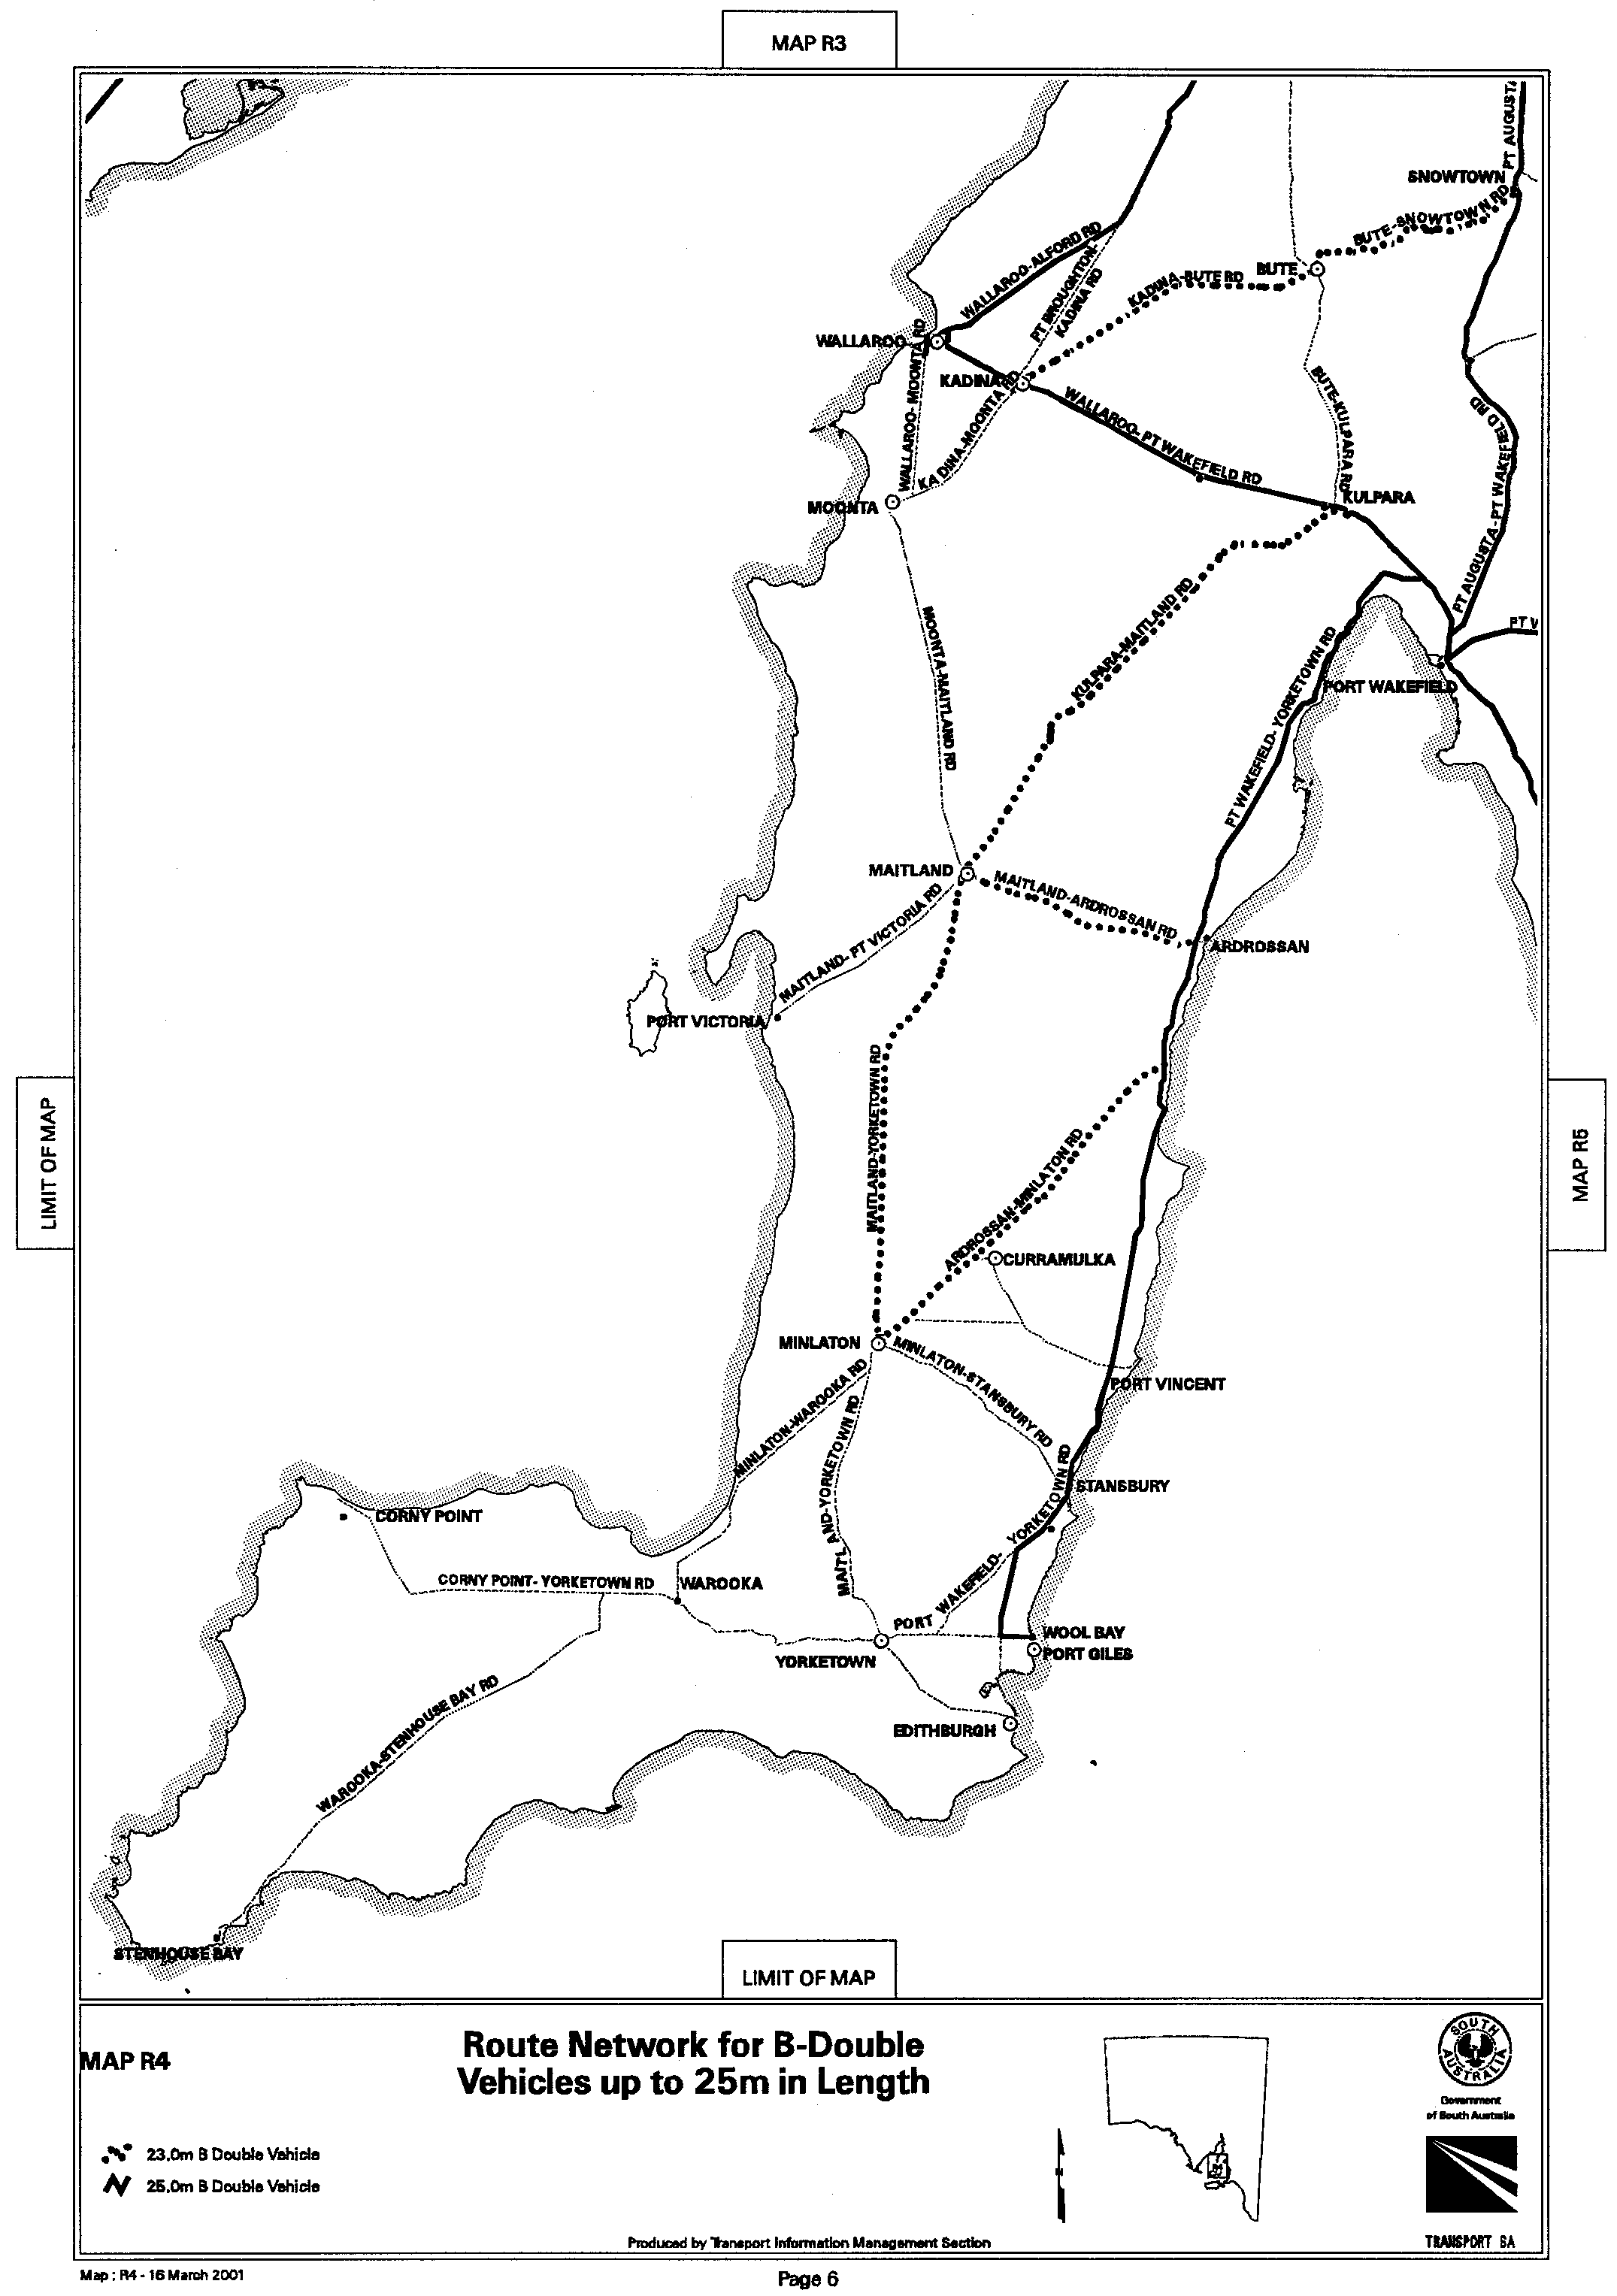 MAP R3
PT AUGUST
SNOWTOWN
BUTE-SNOWTOWN RD
WALLAROO-ALFORD RD
PT BROUGHTON-
KADINA RD
KADINA-BUTE RD
BUTE
WALLAROO
WALLAROO-MOONTA RD
KADINA
KADINA-MOONTA RD
WALLAROO-PT WAKEFIELD RD
BUTE-KULPARA RD
PT AUGUSTA-PT WAKEFIELD RD
MOONTA
KULPARA
MOONTA-MAITLAND RD
KULPARA-MAITLAND RD
PT WAKEFIELD-YORKETOWN RD
PORT WAKEFIELD
MAITLAND
MAITLAND-ARDROSSAN RD
MAITLAND-PT VICTORIA RD
ARDROSSAN
PORT VICTORIA
MAITLAND-YORKETOWN RD
LIMIT OF MAP
MAP R5
ARDROSSAN-MINLATON RD
CURRAMULKA
MINLATON
MINLATON-STANSBURY RD
MINLATON-WAROOKA RD
MAITLAND-YORKETOWN RD
PORT VINCENT
STANSBURY
CORNY POINT
CORNY POINT-YORKETOWN RD
WAROOKA
PORT WAKEFIELD-YORKETOWN RD
WOOL BAY
PORT GILES
YORKETOWN
WAROOKA-STENHOUSE BAY RD
EDITHBURGH
STENHOUSE BAY
LIMIT OF MAP
MAP R4
Route Network for B-Double
Vehicles up to 25m in Length
23.0m B Double Vehicle
25.0m B Double Vehicle
N
SOUTH
AUSTRALIA
Government
of South Australia
TRANSPORT SA
Produced by Transport Information Management Section
Map : R4 - 16 March 2001
Page 6